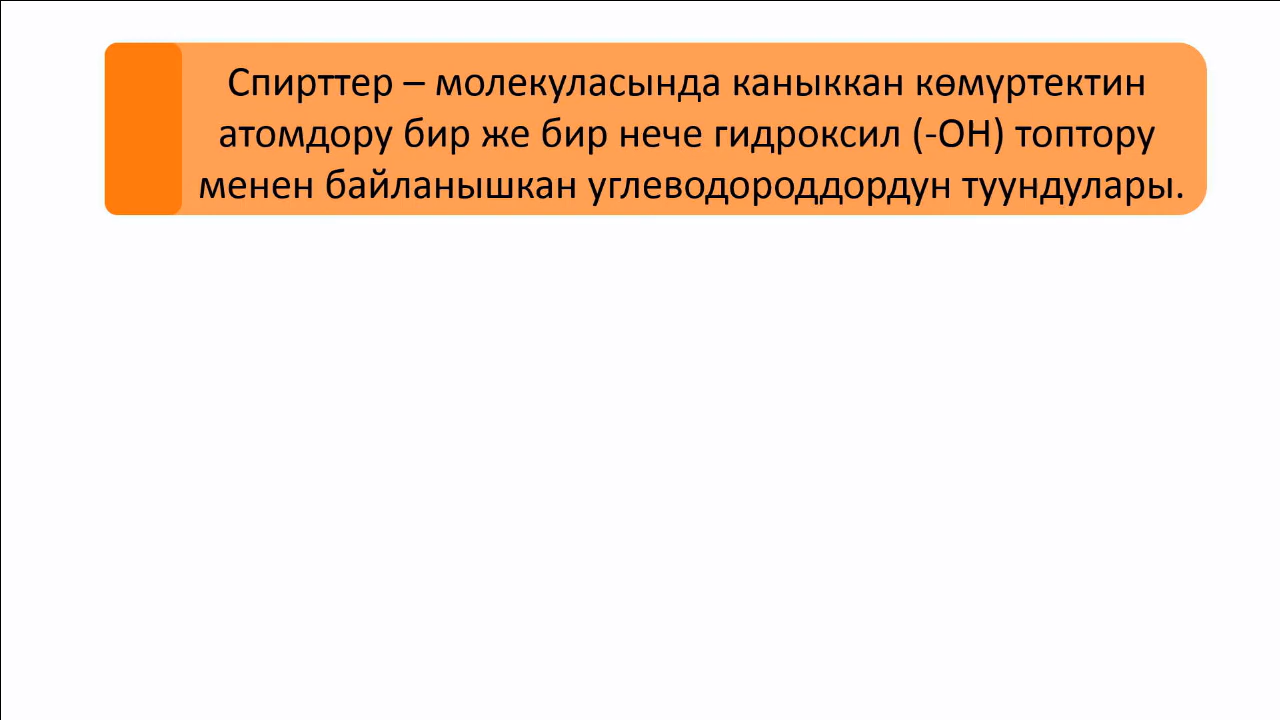 Спирттер – молекуласында каныккан көмүртектин
атомдору бир же бир нече гидроксил (-ОН) топтору
менен байланышкан углеводороддордун туундулары.